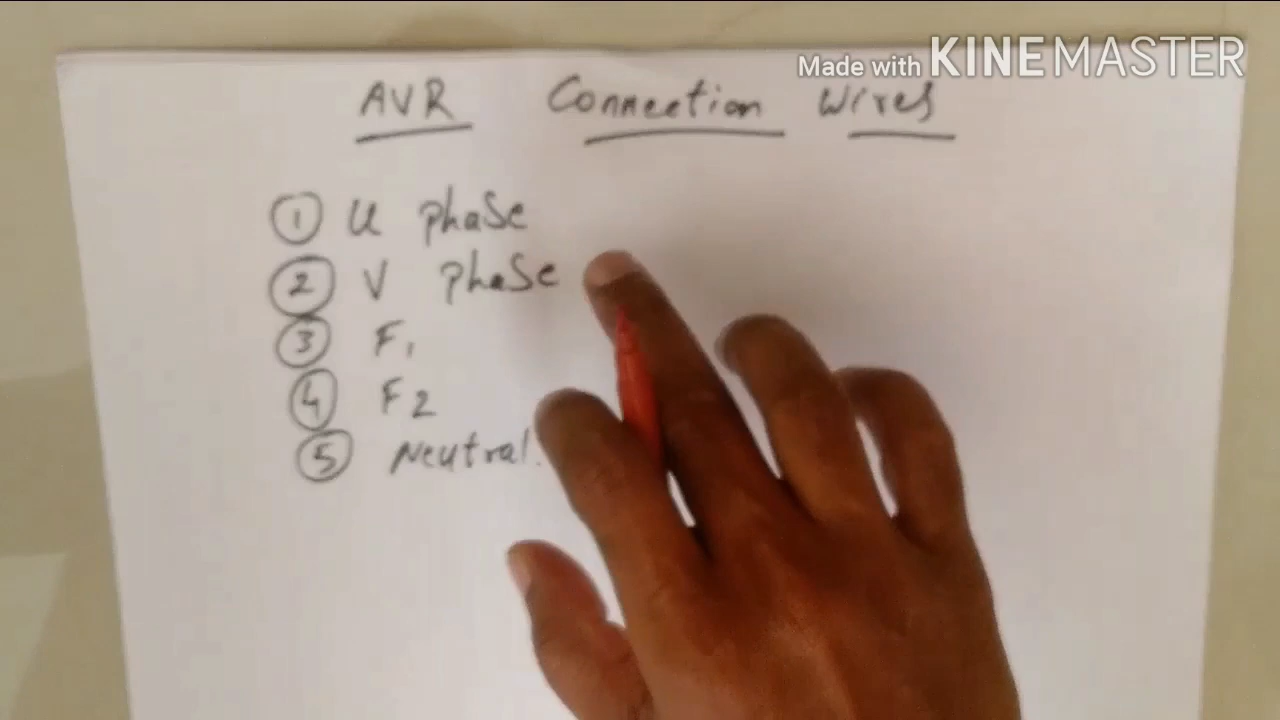 Made with KINEMASTER
AVR Connection Wires
1 U phase
2 V phase
3 F1
4 F2
5 Neutral.